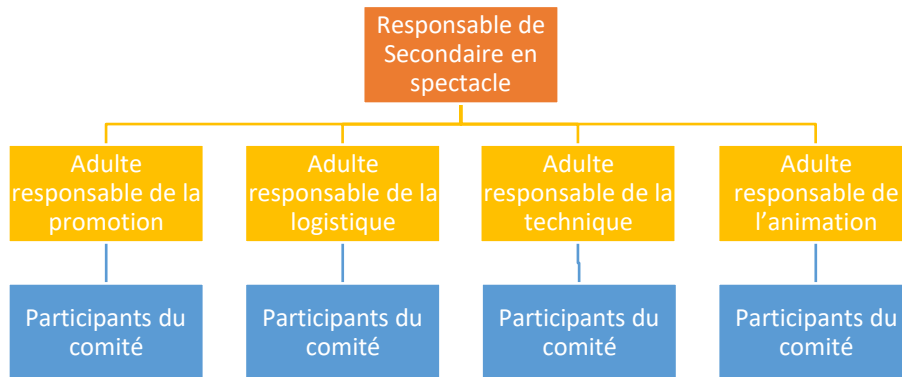 Responsable de
Secondaire en
spectacle
Adulte
responsable de la
promotion
Adulte
responsable de la
logistique
Adulte
responsable de la
technique
Adulte
responsable de
l'animation
Participants du
comité
Participants du
comité
Participants du
comité
Participants du
comité